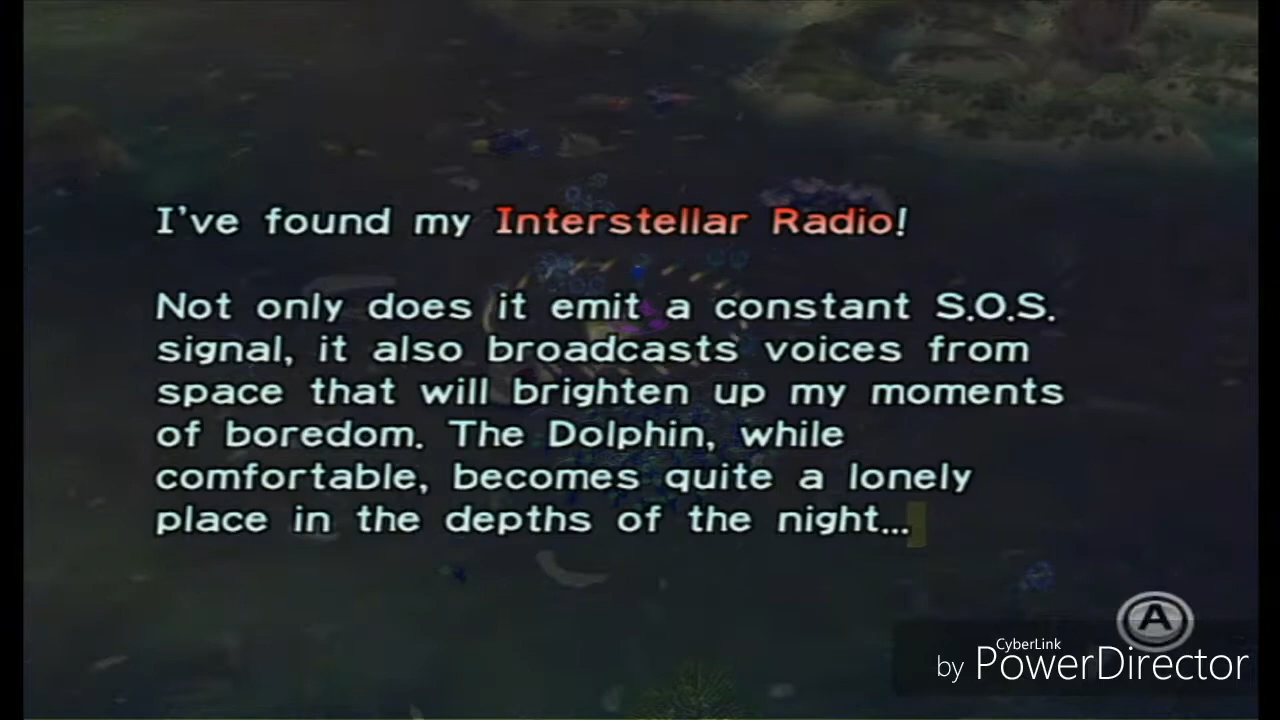 I've found my Interstellar Radio!
Not only does it emit a constant S.O.S.
signal, it also broadcasts voices from
space that will brighten up my moments
of boredom. The Dolphin, while
comfortable, becomes quite a lonely
place in the depths of the night...
A
CyberLink
by PowerDirector